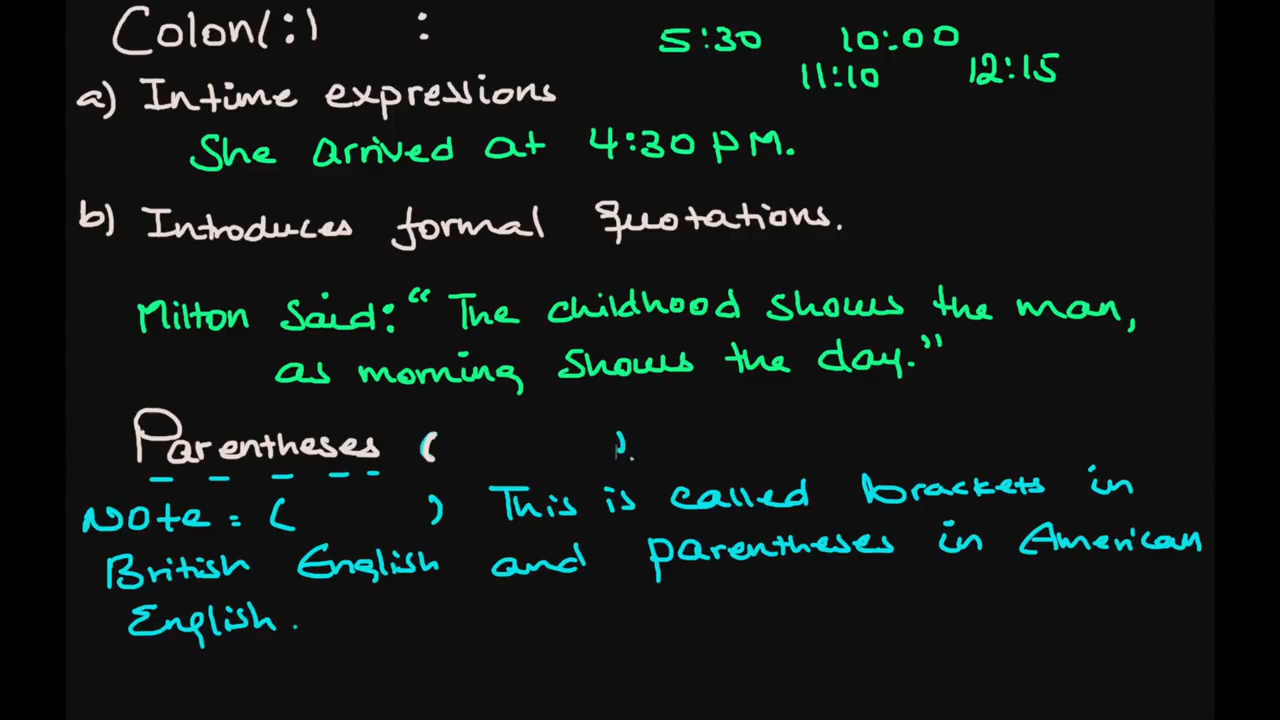 Colon(:) :
5:30 10:00
11:10 12:15
a) In time expressions
She arrived at 4:30 PM.
b) Introduces formal quotations.
Milton said: “The childhood shows the man,
as morning shows the day.”
Parentheses ( ).
Note: ( ) This is called brackets in
British English and parentheses in American
English.